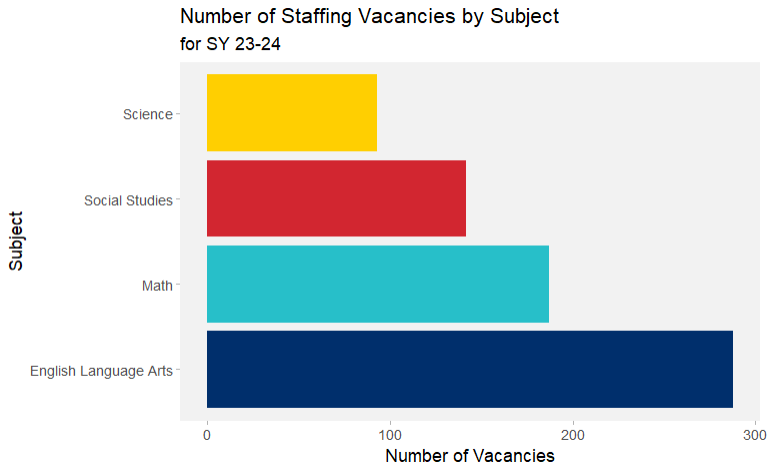 Number of Staffing Vacancies by Subject
for SY 23-24
Subject
Science
Social Studies
Math
English Language Arts
0 100 200 300
Number of Vacancies